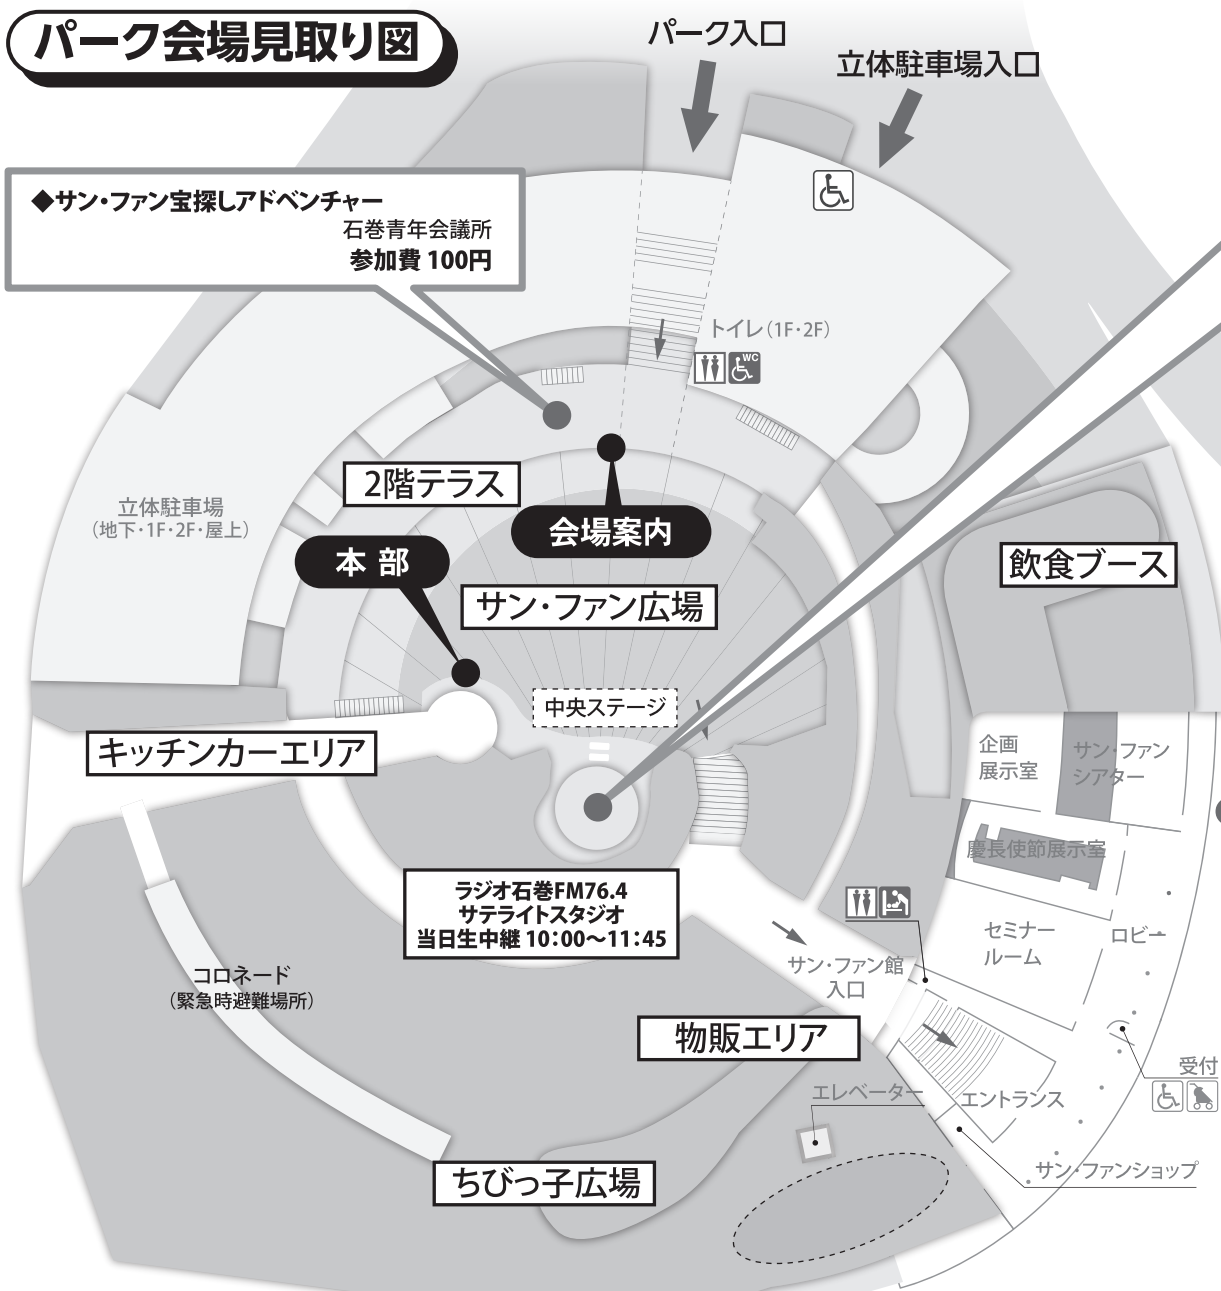 パーク会場見取り図
パーク入口
立体駐車場入口
◆サン・ファン宝探しアドベンチャー
石巻青年会議所
参加費 100円
トイレ（1F・2F）
WC
2階テラス
立体駐車場
（地下・1F・2F・屋上）
会場案内
本 部
飲食ブース
サン・ファン広場
中央ステージ
キッチンカーエリア
企画
展示室
サン・ファン
シアター
慶長使節展示室
ラジオ石巻FM76.4
サテライトスタジオ
当日生中継 10:00～11:45
セミナー
ルーム
ロビー
サン・ファン館
入口
コロネード
（緊急時避難場所）
物販エリア
受付
エレベーター
エントランス
サン・ファンショップ
ちびっ子広場